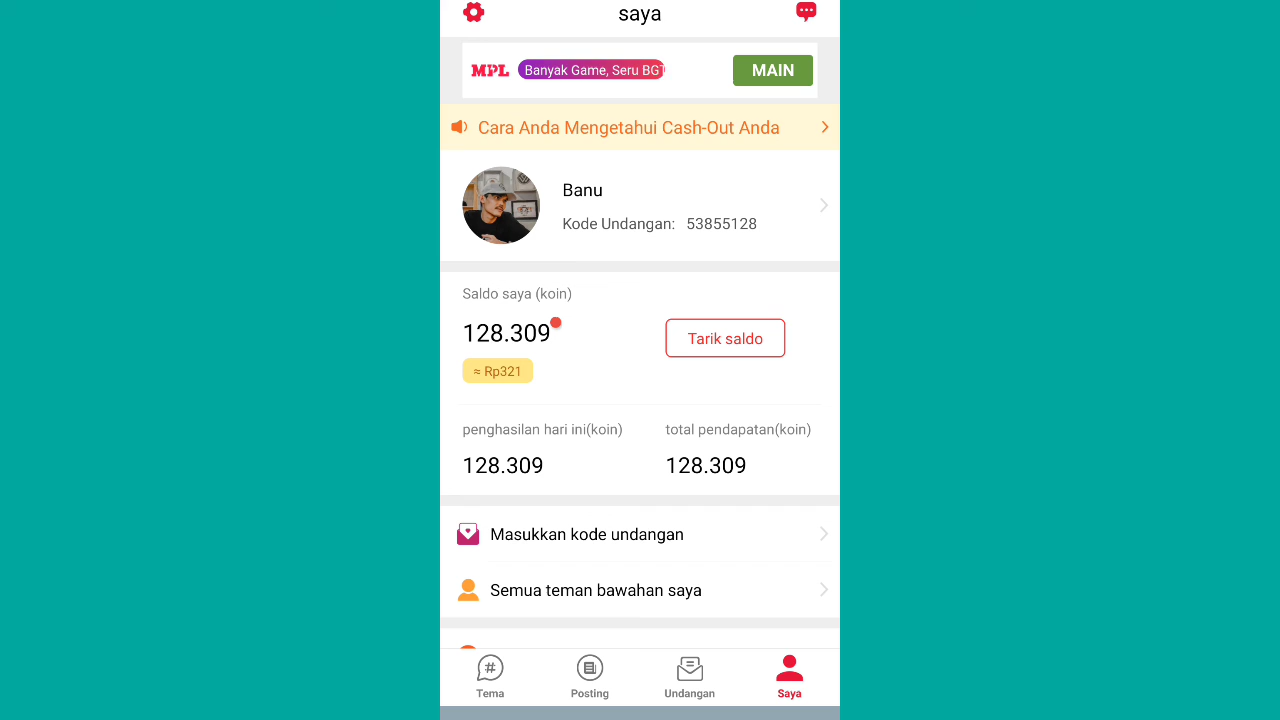 saya
MPL Banyak Game, Seru BGT MAIN
Cara Anda Mengetahui Cash-Out Anda
Banu
Kode Undangan: 53855128
Saldo saya (koin)
128.309
Tarik saldo
≈ Rp321
penghasilan hari ini(koin) total pendapatan(koin)
128.309 128.309
Masukkan kode undangan
Semua teman bawahan saya
Tema Posting Undangan Saya